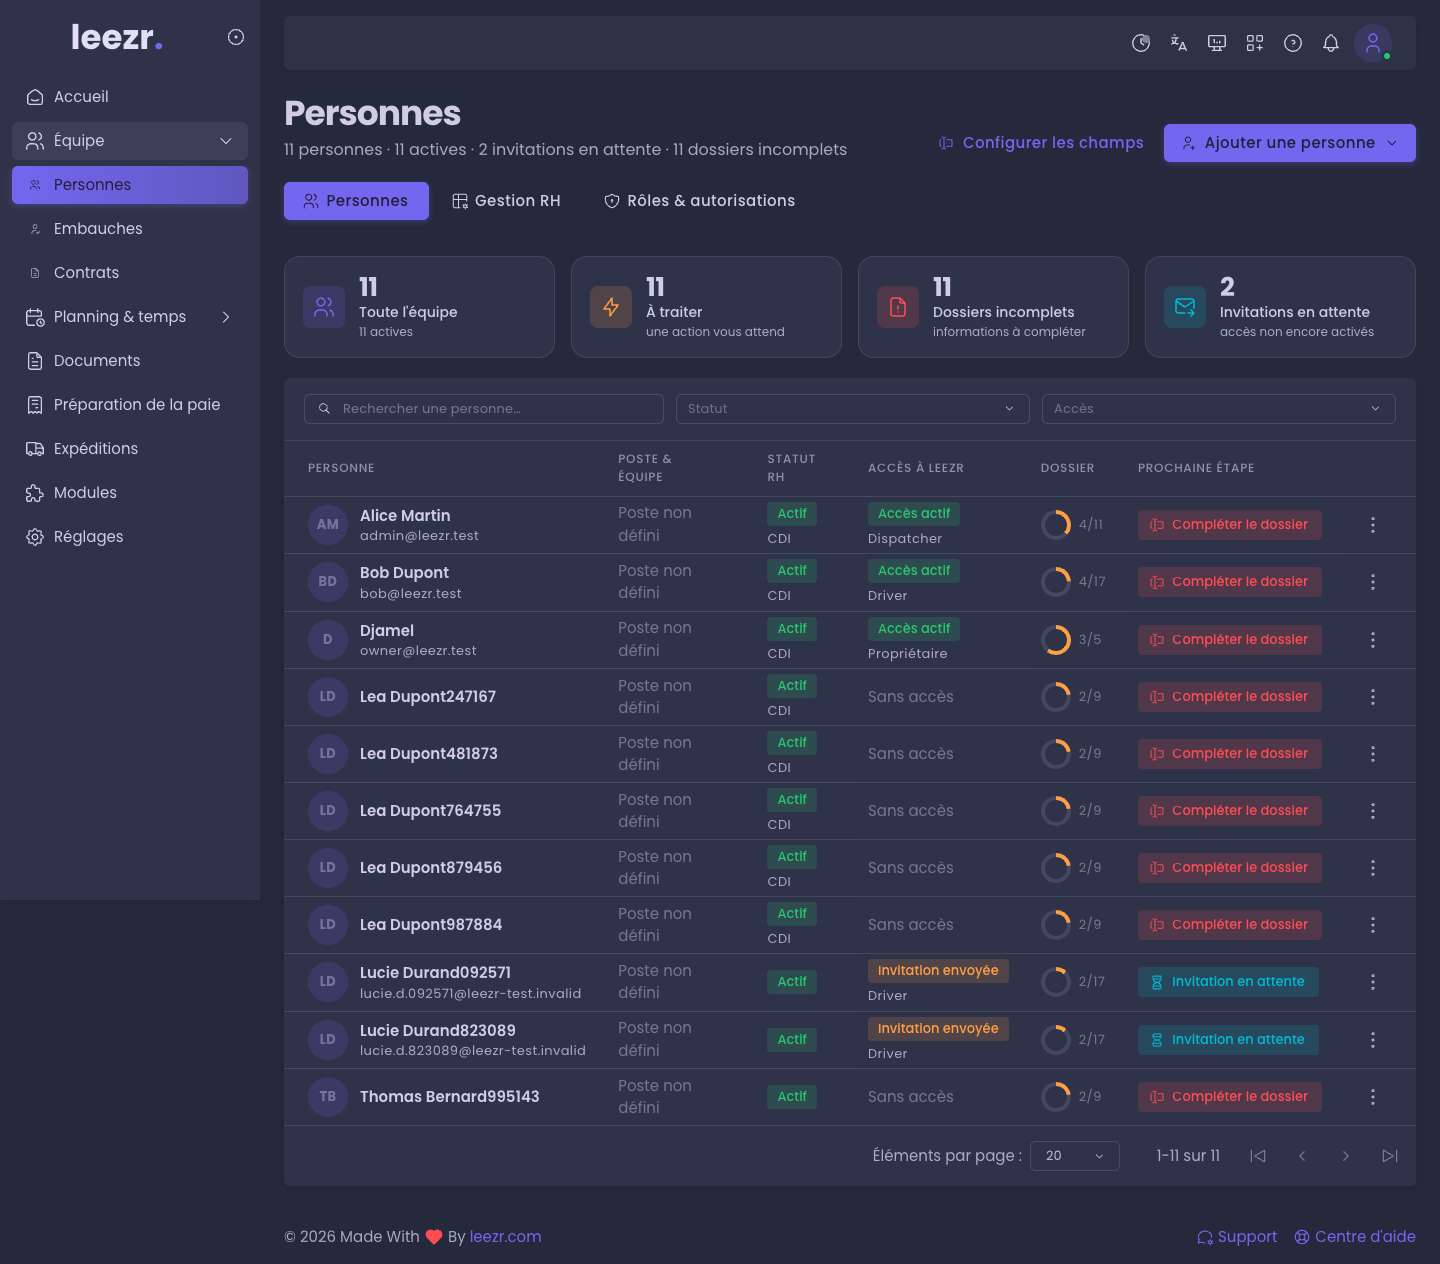 leezr.
Accueil
Équipe
Personnes
Embauches
Contrats
Planning & temps
Documents
Préparation de la paie
Expéditions
Modules
Réglages
Personnes
11 personnes · 11 actives · 2 invitations en attente · 11 dossiers incomplets
Configurer les champs
Ajouter une personne
Personnes
Gestion RH
Rôles & autorisations
11
Toute l'équipe
11 actives
11
À traiter
une action vous attend
11
Dossiers incomplets
informations à compléter
2
Invitations en attente
accès non encore activés
Rechercher une personne...
Statut
Accès
PERSONNE
POSTE &
ÉQUIPE
STATUT
RH
ACCÈS À LEEZR
DOSSIER
PROCHAINE ÉTAPE
AM
Alice Martin
admin@leezr.test
Poste non
défini
Actif
CDI
Accès actif
Dispatcher
4/11
Compléter le dossier
BD
Bob Dupont
bob@leezr.test
Poste non
défini
Actif
CDI
Accès actif
Driver
4/17
Compléter le dossier
D
Djamel
owner@leezr.test
Poste non
défini
Actif
CDI
Accès actif
Propriétaire
3/5
Compléter le dossier
LD
Lea Dupont247167
Poste non
défini
Actif
CDI
Sans accès
2/9
Compléter le dossier
LD
Lea Dupont481873
Poste non
défini
Actif
CDI
Sans accès
2/9
Compléter le dossier
LD
Lea Dupont764755
Poste non
défini
Actif
CDI
Sans accès
2/9
Compléter le dossier
LD
Lea Dupont879456
Poste non
défini
Actif
CDI
Sans accès
2/9
Compléter le dossier
LD
Lea Dupont987884
Poste non
défini
Actif
CDI
Sans accès
2/9
Compléter le dossier
LD
Lucie Durand092571
lucie.d.092571@leezr-test.invalid
Poste non
défini
Actif
Invitation envoyée
Driver
2/17
Invitation en attente
LD
Lucie Durand823089
lucie.d.823089@leezr-test.invalid
Poste non
défini
Actif
Invitation envoyée
Driver
2/17
Invitation en attente
TB
Thomas Bernard995143
Poste non
défini
Actif
Sans accès
2/9
Compléter le dossier
Éléments par page :
20
1-11 sur 11
© 2026 Made With
By leezr.com
Support
Centre d'aide